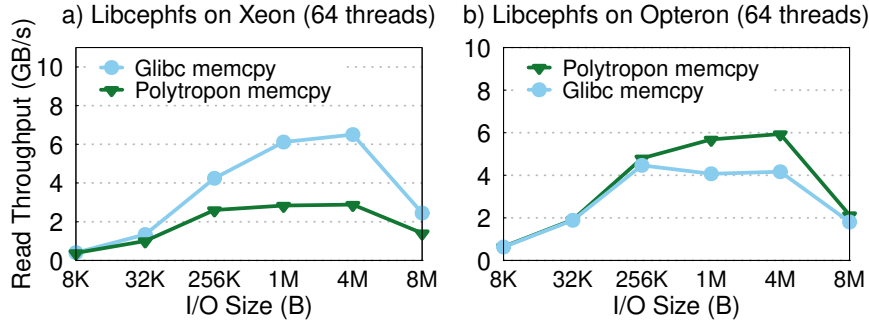 a) Libcephfs on Xeon (64 threads)
Read Throughput (GB/s)
10
8
6
4
2
0
Glibc memcpy
Polytropon memcpy
8K 32K 256K 1M 4M 8M
I/O Size (B)
b) Libcephfs on Opteron (64 threads)
10
8
6
4
2
0
Polytropon memcpy
Glibc memcpy
8K 32K 256K 1M 4M 8M
I/O Size (B)